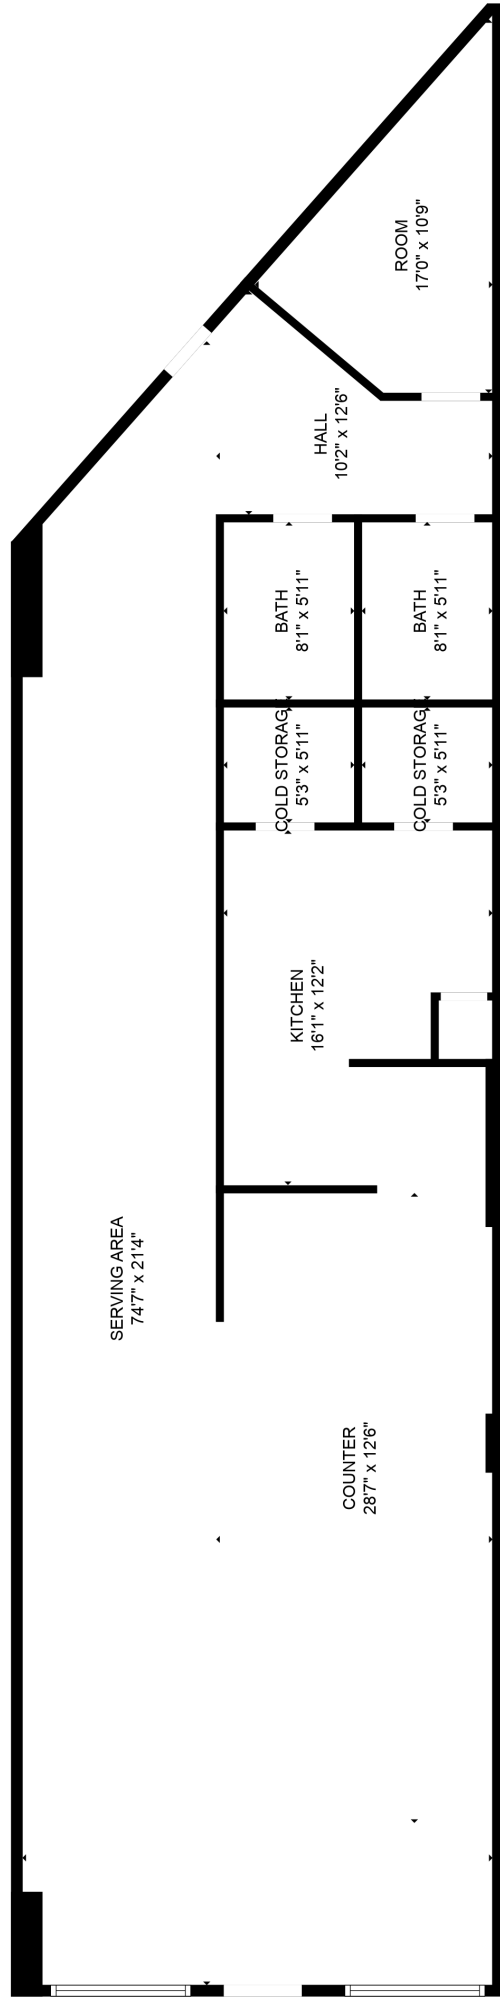 ROOM
17'0" x 10'9"
HALL
10'2" x 12'6"
BATH
8'1" x 5'11"
BATH
8'1" x 5'11"
COLD STORAG
5'3" x 5'11"
COLD STORAG
5'3" x 5'11"
KITCHEN
16'1" x 12'2"
SERVING AREA
74'7" x 21'4"
COUNTER
28'7" x 12'6"